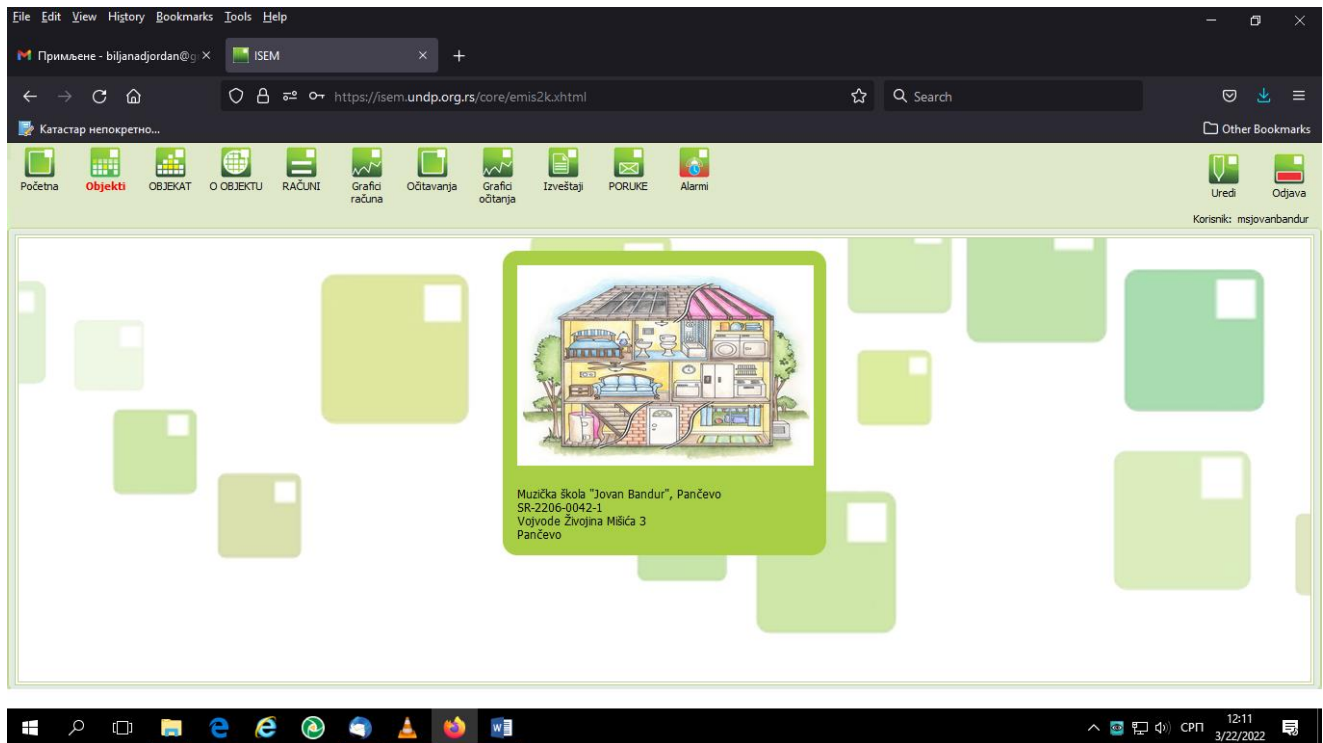 File Edit View History Bookmarks Tools Help
Примљене - biljanadjordan@g
ISEM
https://isem.undp.org.rs/core/emis2k.xhtml
Search
Катастар непокретно...
Other Bookmarks
Početna
Objekti
OBJEKAT
O OBJEKTU
RAČUNI
Grafici
računa
Očitavanja
Grafici
očitanja
Izveštaji
PORUKE
Alarmi
Uredi
Odjava
Korisnik: msjovanbandur
Muzička škola "Jovan Bandur", Pančevo
SR-2206-0042-1
Vojvode Živojina Mišića 3
Pančevo
СРП
12:11
3/22/2022